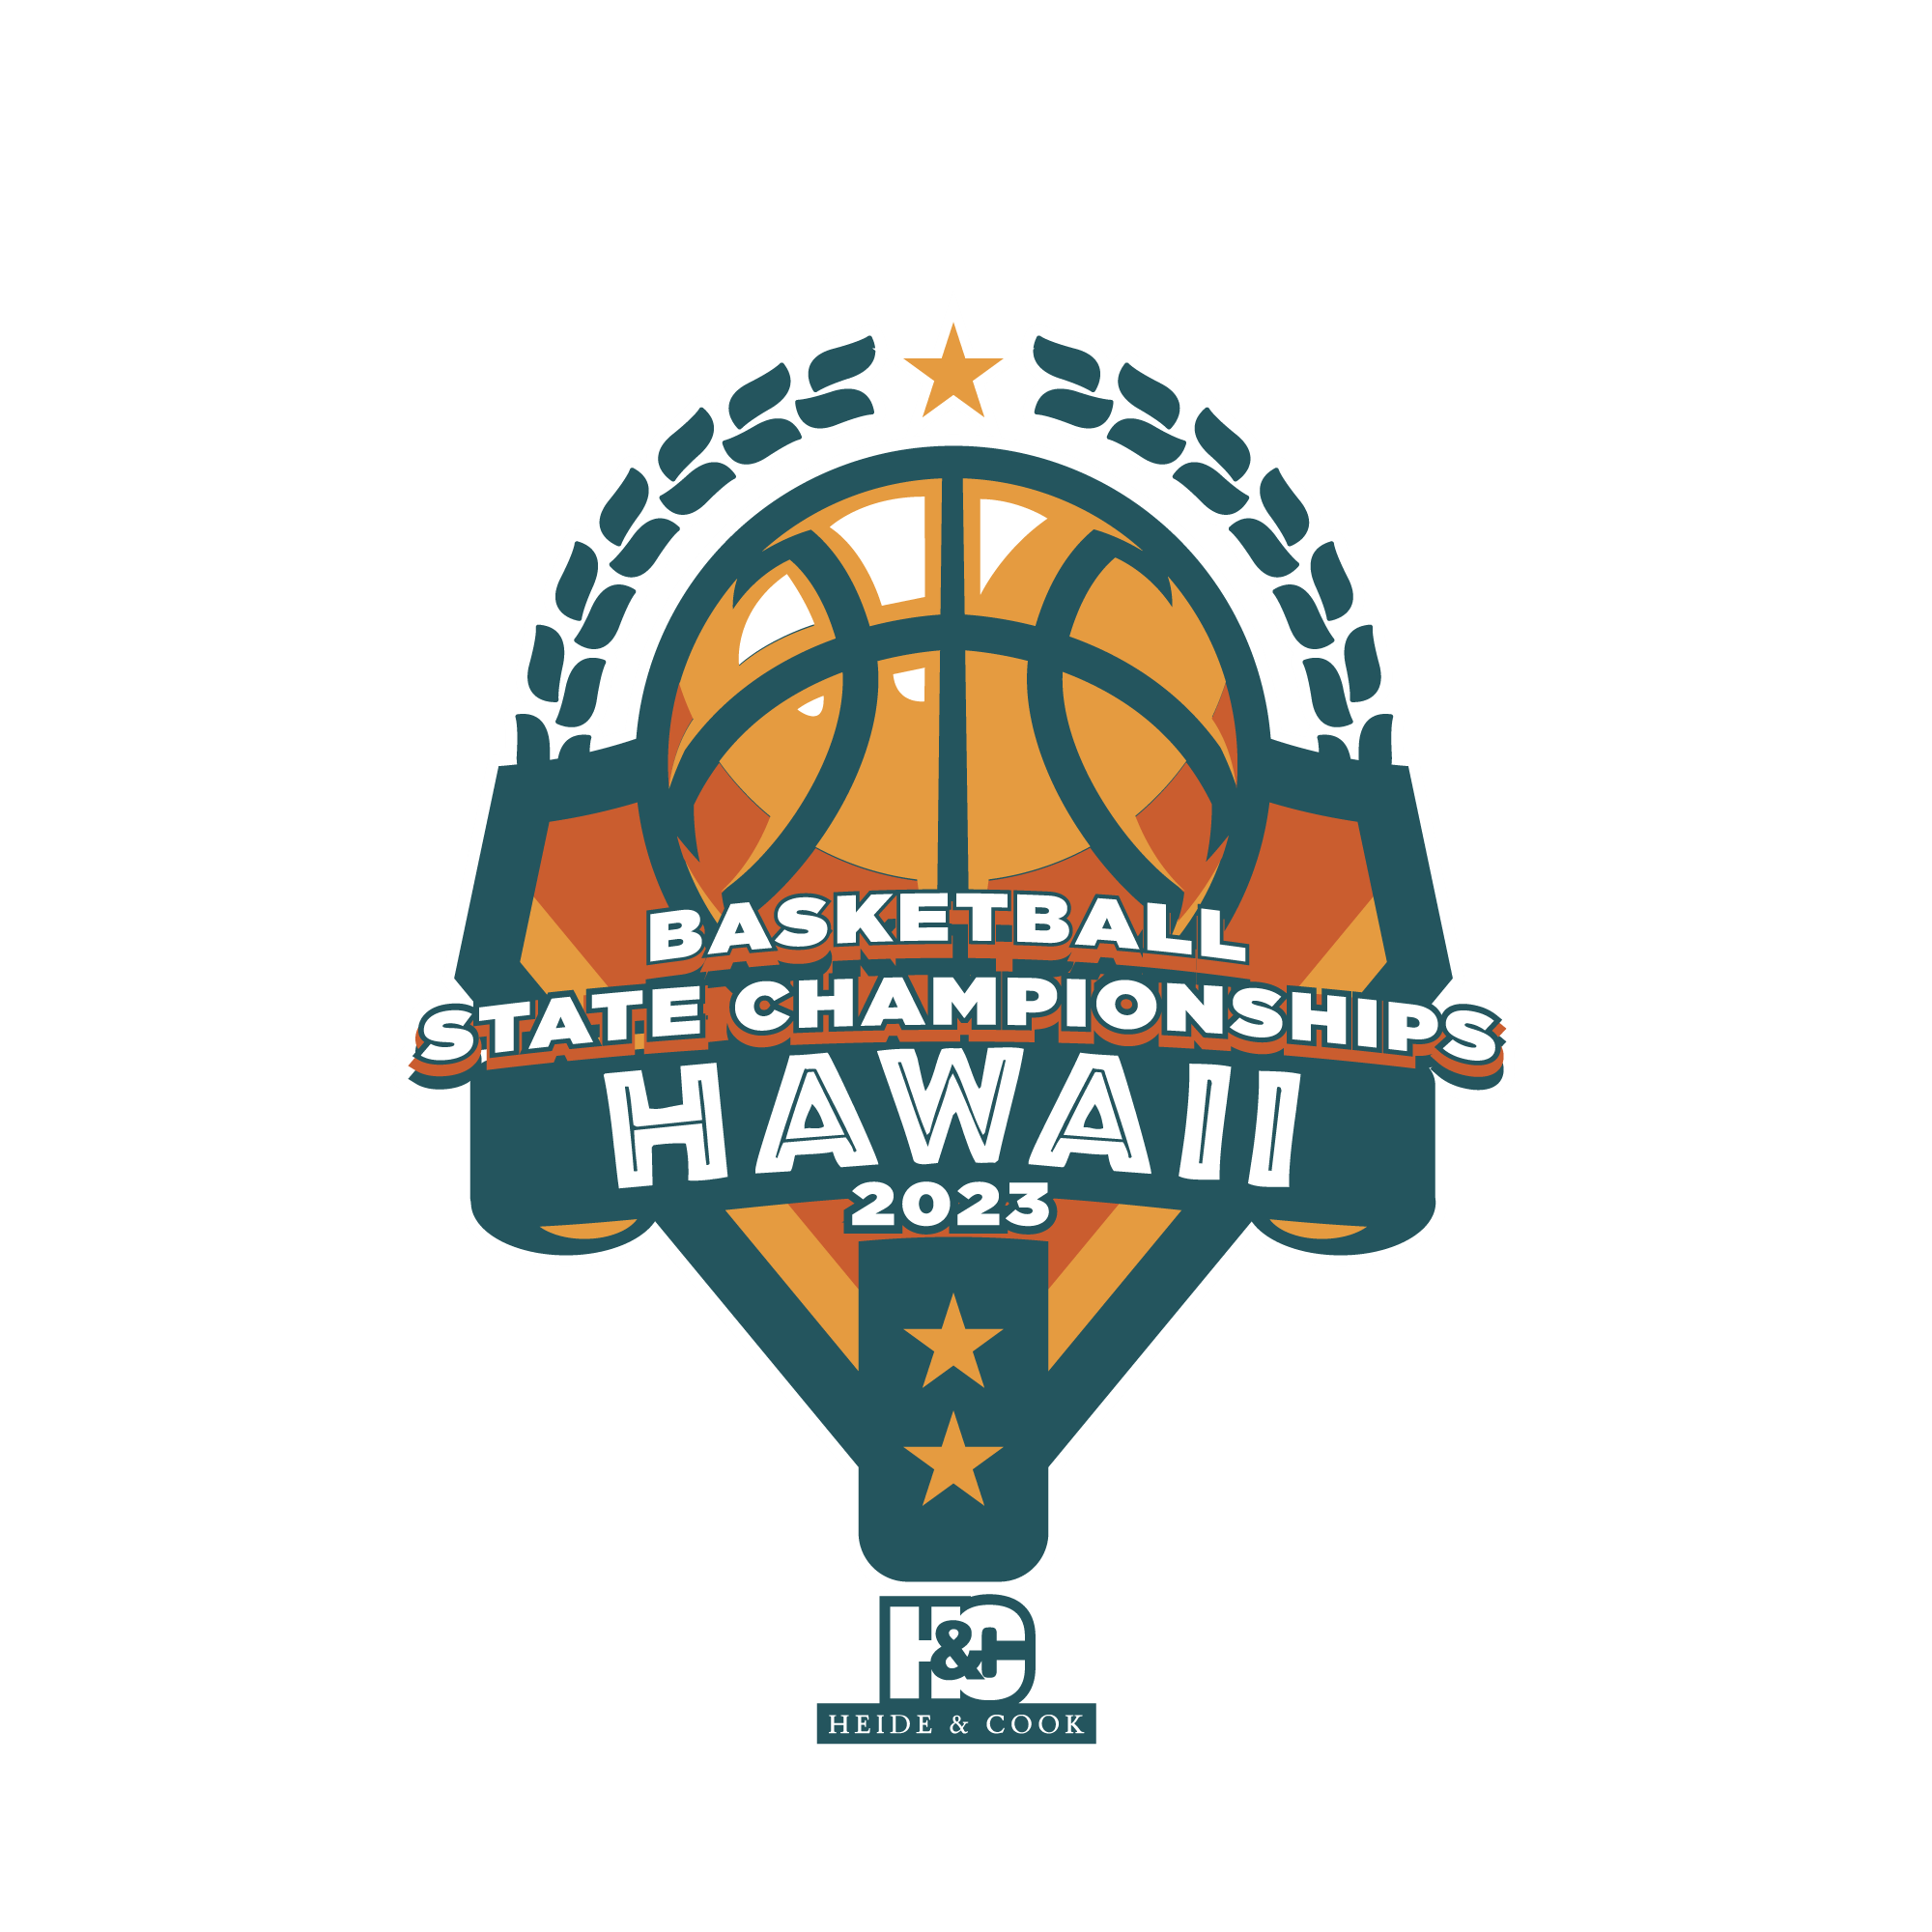 BASKETBALL
STATE CHAMPIONSHIPS
HAWAII
2023
H&C
HEIDE & COOK